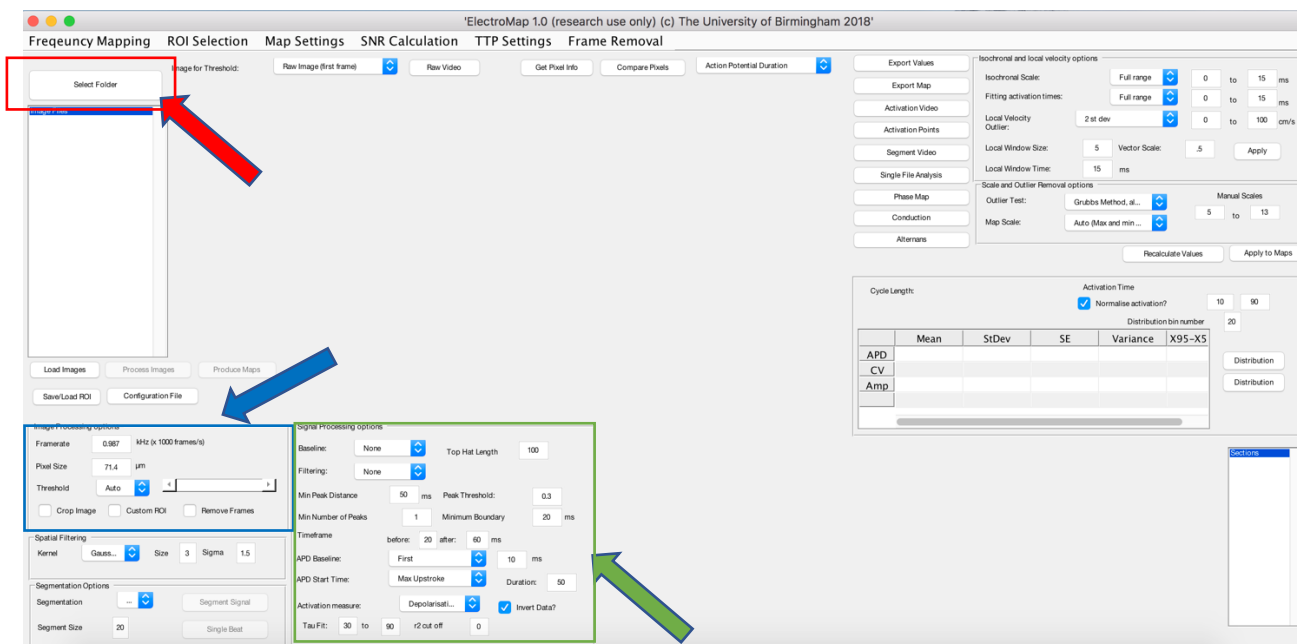 'ElectroMap 1.0 (research use only) (c) The University of Birmingham 2018'
Freqeuncy Mapping ROI Selection Map Settings SNR Calculation TTP Settings Frame Removal
Select Folder
Image for Threshold: Raw Image (first frame) Raw Video Get Pixel Info Compare Pixels Action Potential Duration
Image Files
Load Images Process Images Produce Maps
Save/Load ROI Configuration File
Image Processing options
Framerate 0.987 kHz (x 1000 frames/s)
Pixel Size 71.4 µm
Threshold Auto
Crop Image Custom ROI Remove Frames
Spatial Filtering
Kernel Gauss... Size 3 Sigma 1.5
Segmentation Options
Segmentation ... Segment Signal
Segment Size 20 Single Beat
Signal Processing options
Baseline: None Top Hat Length 100
Filtering: None
Min Peak Distance 50 ms Peak Threshold: 0.3
Min Number of Peaks 1 Minimum Boundary 20 ms
Timeframe before: 20 after: 60 ms
APD Baseline: First 10 ms
APD Start Time: Max Upstroke Duration: 50
Activation measure: Depolarisati... Invert Data?
Tau Fit: 30 to 90 r2 cut off 0
Export Values
Export Map
Activation Video
Activation Points
Segment Video
Single File Analysis
Phase Map
Conduction
Alternans
Isochronal and local velocity options
Isochronal Scale: Full range 0 to 15 ms
Fitting activation times: Full range 0 to 15 ms
Local Velocity
Outlier: 2 st dev 0 to 100 cm/s
Local Window Size: 5 Vector Scale: .5 Apply
Local Window Time: 15 ms
Scale and Outlier Removal options
Outlier Test: Grubbs Method, al... Manual Scales
Map Scale: Auto (Max and min ... 5 to 13
Recalculate Values Apply to Maps
Cycle Length: Activation Time
Normalise activation? 10 90
Distribution bin number 20
Mean StDev SE Variance X95-X5
APD
CV
Amp
Distribution
Distribution
Sections